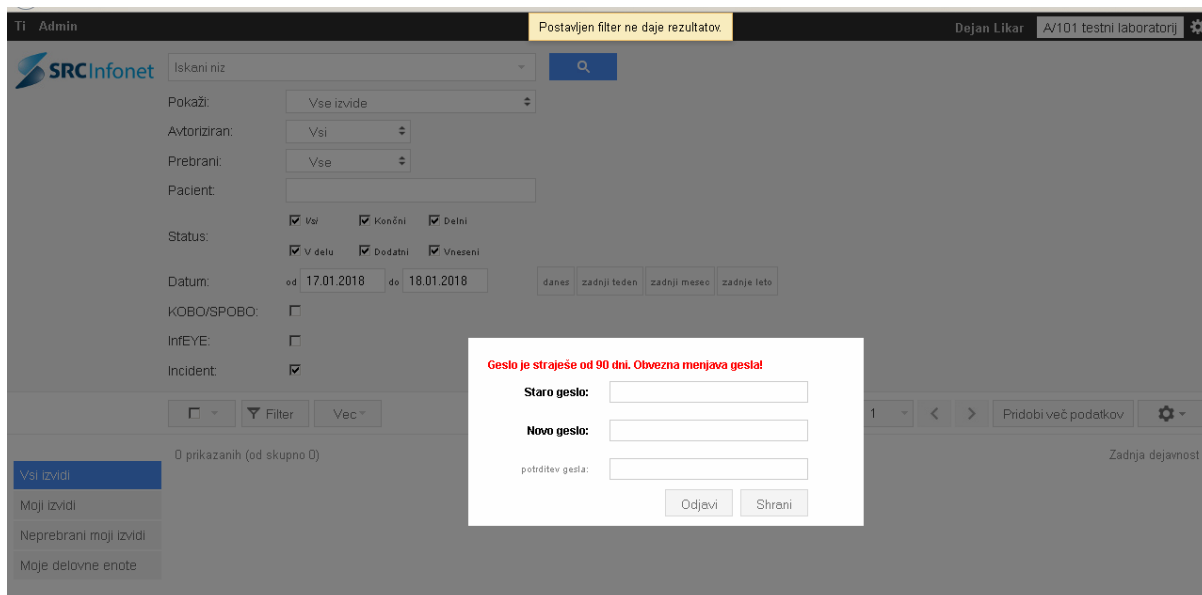 Ti Admin
Postavljen filter ne daje rezultatov.
Dejan Likar A/101 testni laboratorij
SRCInfonet
Iskani niz
Pokaži: Vse izvide
Avtoriziran: Vsi
Prebrani: Vse
Pacient:
Status:
Vsi Končni Delni
V delu Dodatni Vneseni
Datum: od 17.01.2018 do 18.01.2018 danes zadnji teden zadnji mesec zadnje leto
KOBO/SPOBO:
InfEYE:
Incident:
Geslo je straješe od 90 dni. Obvezna menjava gesla!
Staro geslo:
Novo geslo:
potrditev gesla:
Odjavi Shrani
Filter Vec 1 Pridobi več podatkov
0 prikazanih (od skupno 0) Zadnja dejavnost
Vsi izvidi
Moji izvidi
Neprebrani moji izvidi
Moje delovne enote